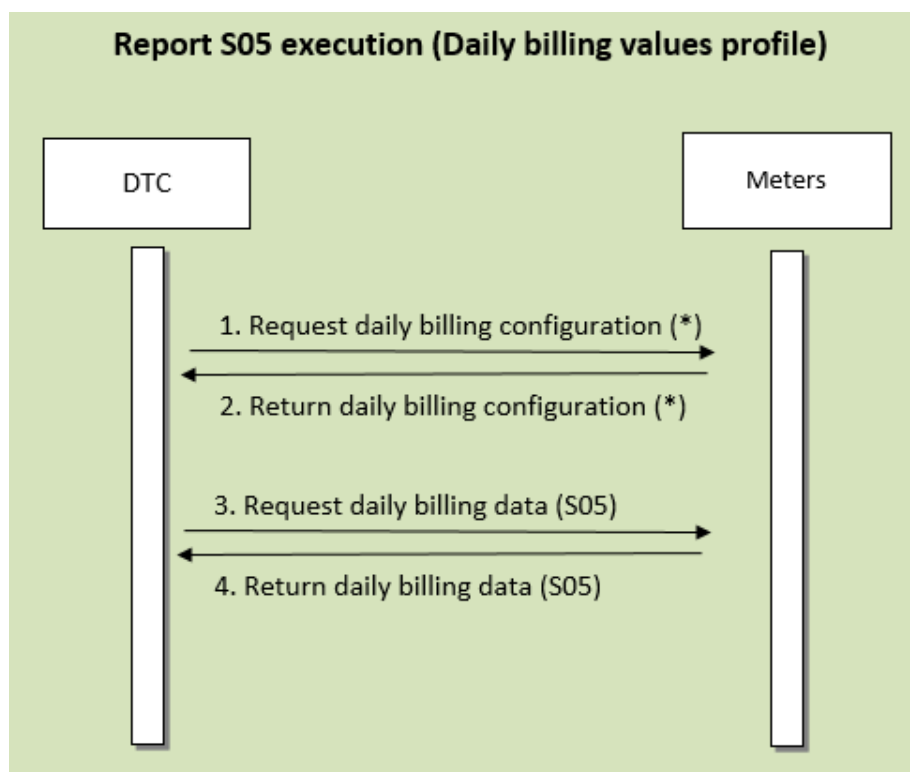 Report S05 execution (Daily billing values profile)
DTC
Meters
1. Request daily billing configuration (*)
2. Return daily billing configuration (*)
3. Request daily billing data (S05)
4. Return daily billing data (S05)